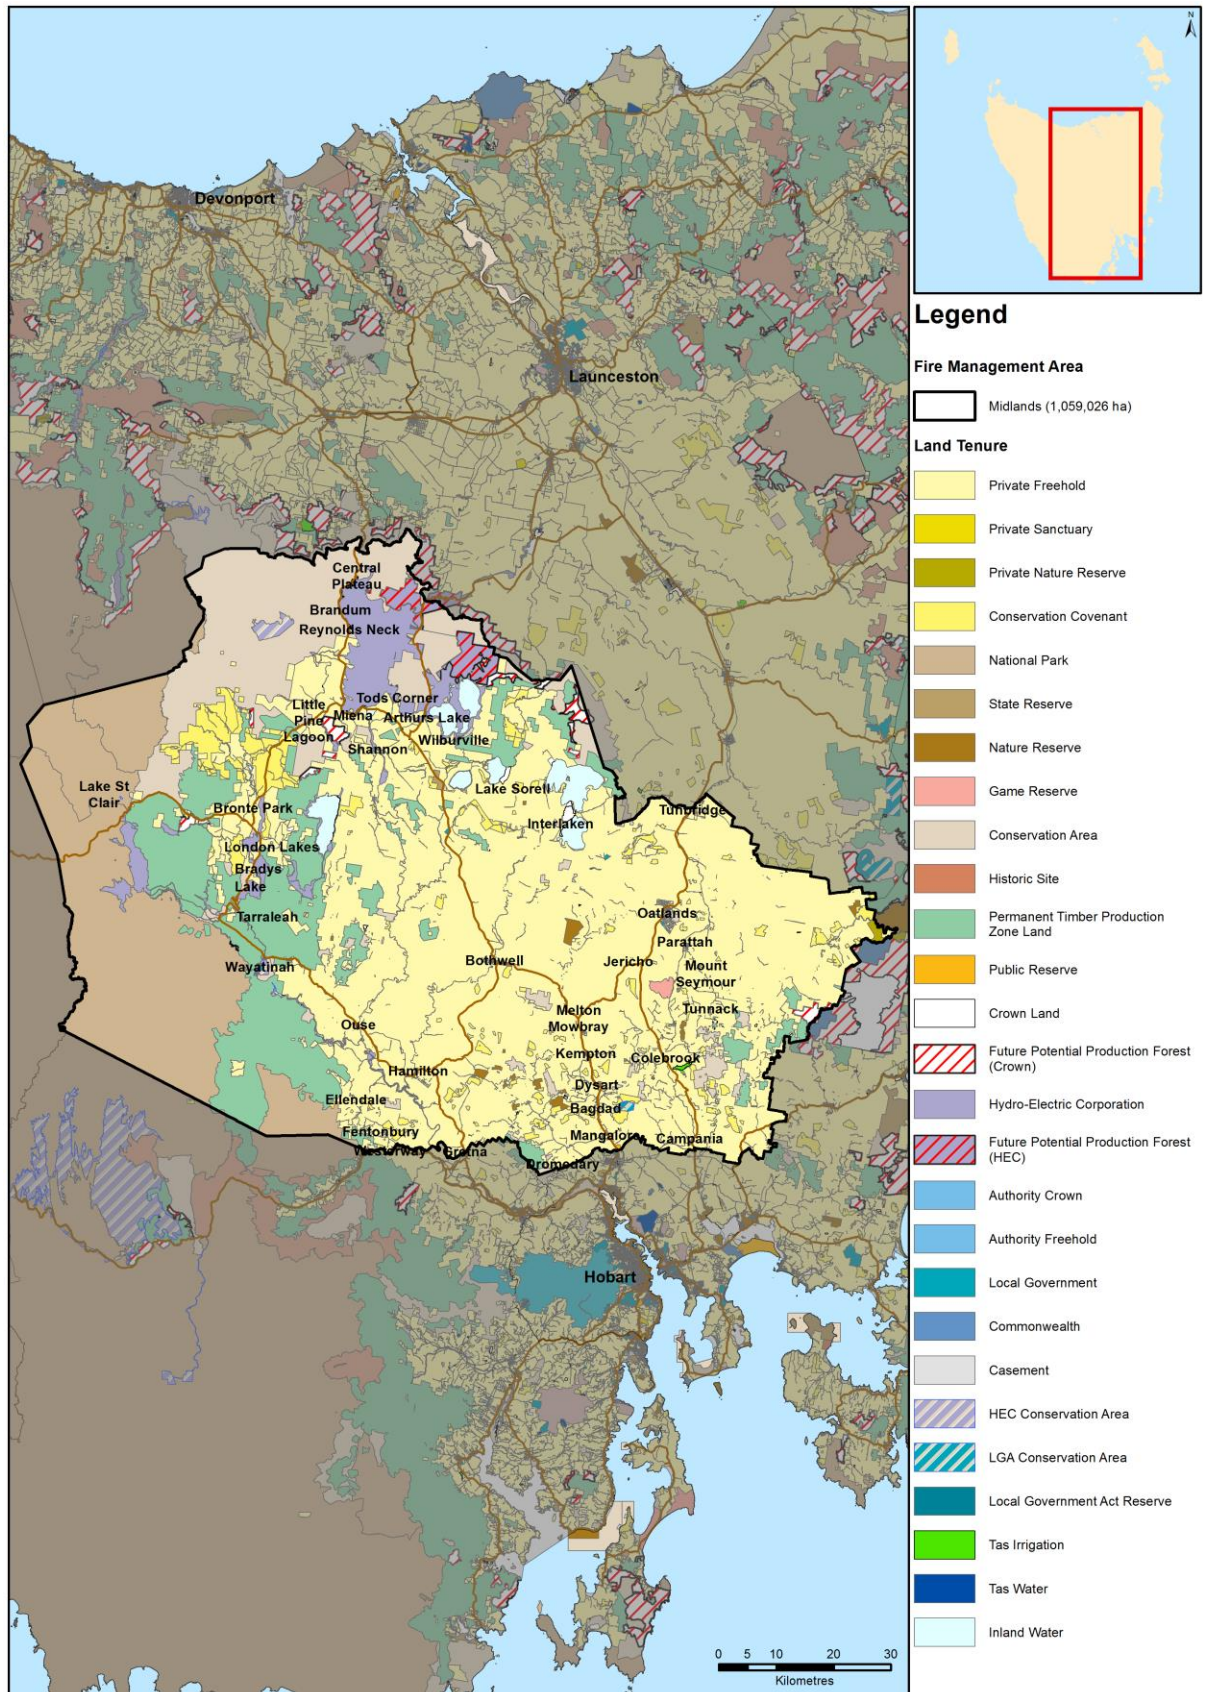 N
Devonport
Launceston
Central
Plateau
Brandum
Reynolds Neck
Tods Corner
Little
Pine
Lagoon
Miena
Arthurs Lake
Shannon
Wilburville
Lake St
Clair
Lake Sorell
Bronte Park
Interlaken
Tunbridge
London Lakes
Bradys
Lake
Tarraleah
Oatlands
Parattah
Wayatinah
Bothwell
Jericho
Mount
Seymour
Melton
Mowbray
Tunnack
Ouse
Kempton
Colebrook
Hamilton
Dysart
Ellendale
Bagdad
Fentonbury
Mangalore
Campania
Westerway
Gretna
Dromedary
Hobart
0 5 10 20 30
Kilometres
Legend
Fire Management Area
Midlands (1,059,026 ha)
Land Tenure
Private Freehold
Private Sanctuary
Private Nature Reserve
Conservation Covenant
National Park
State Reserve
Nature Reserve
Game Reserve
Conservation Area
Historic Site
Permanent Timber Production
Zone Land
Public Reserve
Crown Land
Future Potential Production Forest
(Crown)
Hydro-Electric Corporation
Future Potential Production Forest
(HEC)
Authority Crown
Authority Freehold
Local Government
Commonwealth
Casement
HEC Conservation Area
LGA Conservation Area
Local Government Act Reserve
Tas Irrigation
Tas Water
Inland Water